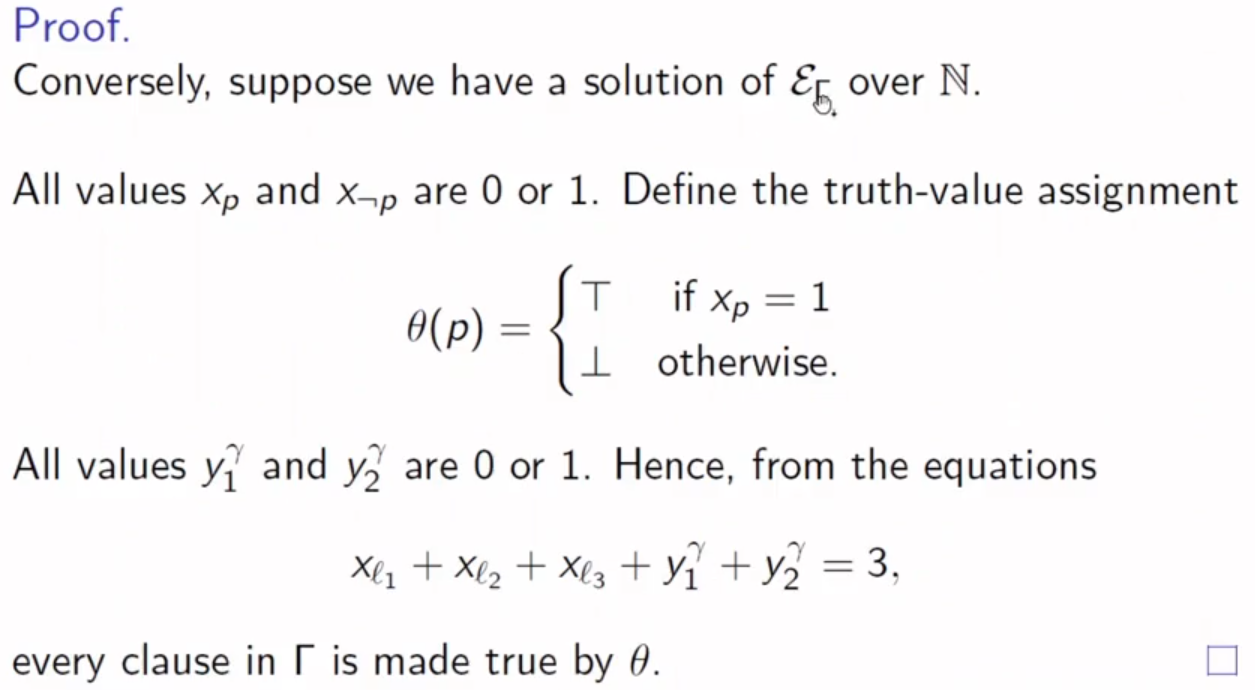 Proof.
Conversely, suppose we have a solution of ℰ_Γ over ℕ.
All values x_p and x_¬p are 0 or 1. Define the truth-value assignment
θ(p) = { ⊤ if x_p = 1
⊥ otherwise.
All values y_1^γ and y_2^γ are 0 or 1. Hence, from the equations
x_ℓ₁ + x_ℓ₂ + x_ℓ₃ + y_1^γ + y_2^γ = 3,
every clause in Γ is made true by θ. □